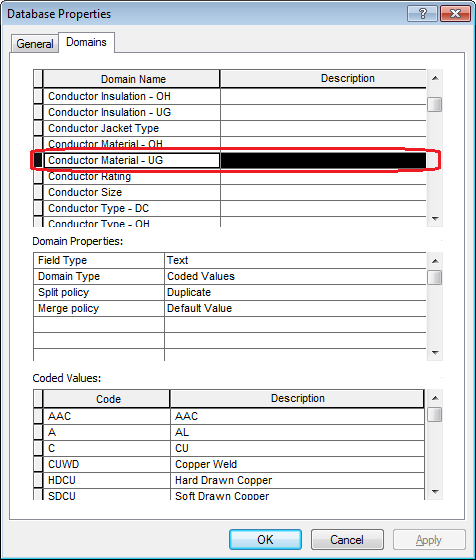 Database Properties
General Domains
Domain Name Description
Conductor Insulation - OH
Conductor Insulation - UG
Conductor Jacket Type
Conductor Material - OH
Conductor Material - UG
Conductor Rating
Conductor Size
Conductor Type - DC
Conductor Type - OH
Domain Properties:
Field Type Text
Domain Type Coded Values
Split policy Duplicate
Merge policy Default Value
Coded Values:
Code Description
AAC AAC
A AL
C CU
CUWD Copper Weld
HDCU Hard Drawn Copper
SDCU Soft Drawn Copper
OK Cancel Apply